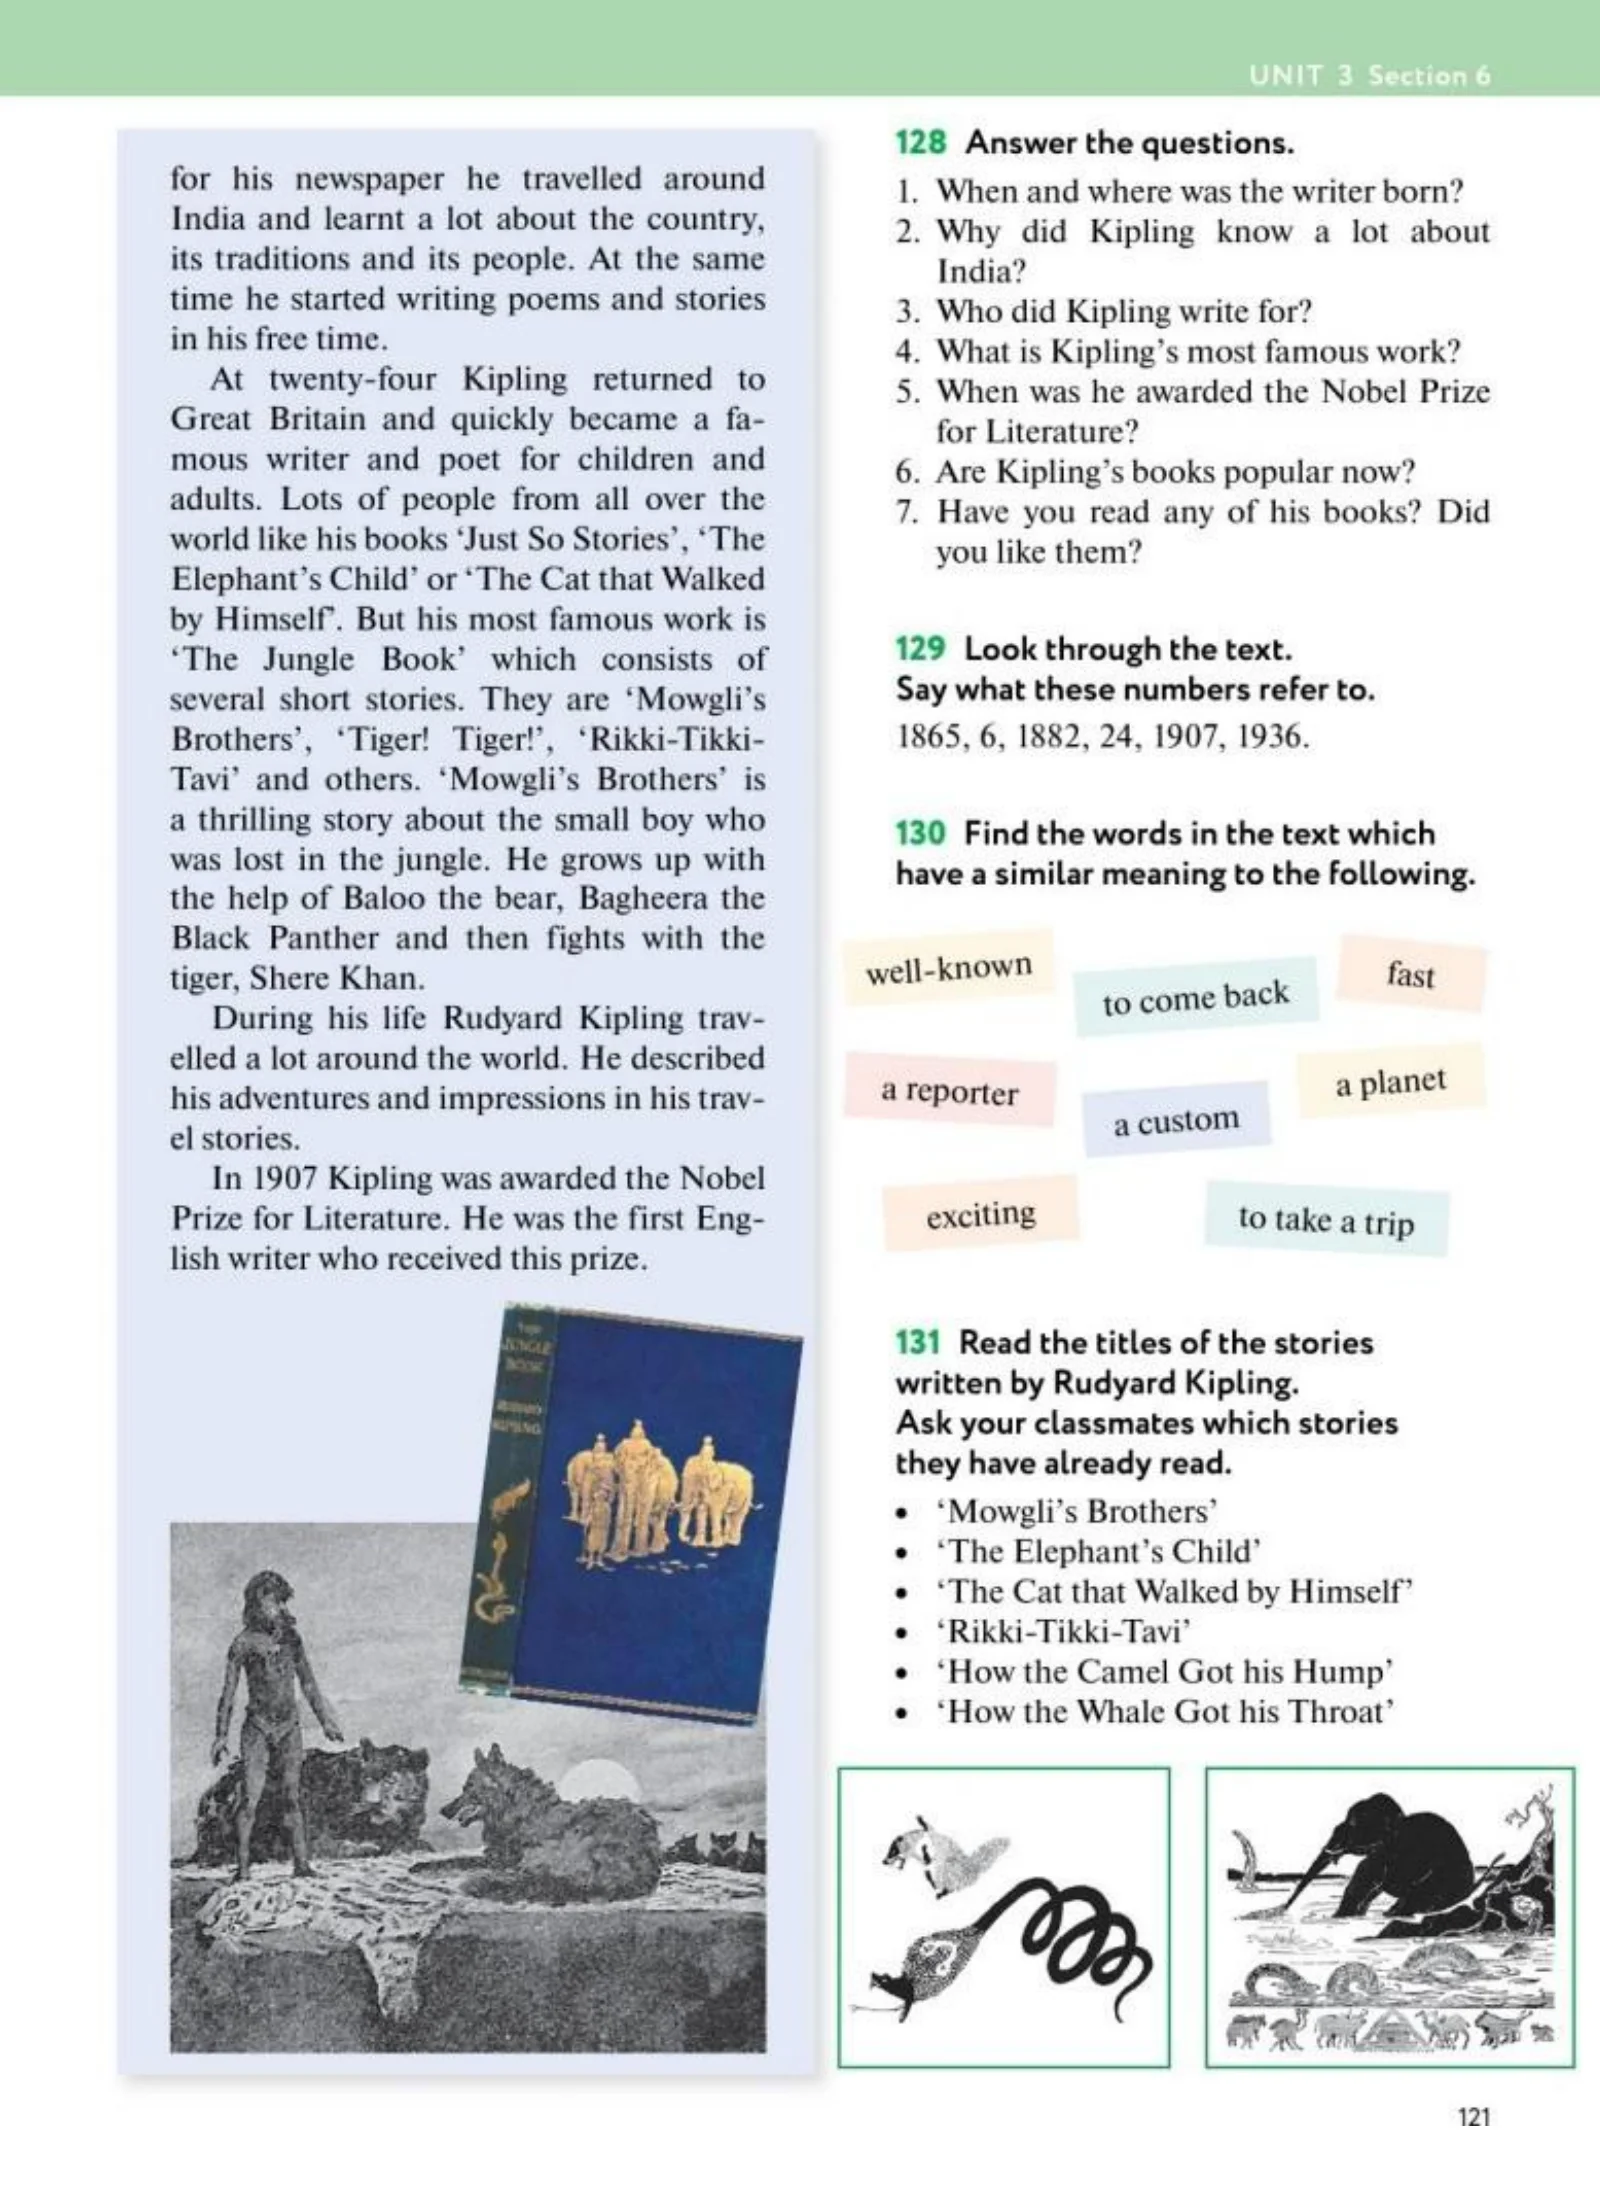 UNIT 3 Section 6
for his newspaper he travelled around
India and learnt a lot about the country,
its traditions and its people. At the same
time he started writing poems and stories
in his free time.
At twenty-four Kipling returned to
Great Britain and quickly became a fa-
mous writer and poet for children and
adults. Lots of people from all over the
world like his books ‘Just So Stories’, ‘The
Elephant’s Child’ or ‘The Cat that Walked
by Himself’. But his most famous work is
‘The Jungle Book’ which consists of
several short stories. They are ‘Mowgli’s
Brothers’, ‘Tiger! Tiger!’, ‘Rikki-Tikki-
Tavi’ and others. ‘Mowgli’s Brothers’ is
a thrilling story about the small boy who
was lost in the jungle. He grows up with
the help of Baloo the bear, Bagheera the
Black Panther and then fights with the
tiger, Shere Khan.
During his life Rudyard Kipling trav-
elled a lot around the world. He described
his adventures and impressions in his trav-
el stories.
In 1907 Kipling was awarded the Nobel
Prize for Literature. He was the first Eng-
lish writer who received this prize.
THE
JUNGLE
BOOK
RUDYARD
KIPLING
128 Answer the questions.
1. When and where was the writer born?
2. Why did Kipling know a lot about
India?
3. Who did Kipling write for?
4. What is Kipling’s most famous work?
5. When was he awarded the Nobel Prize
for Literature?
6. Are Kipling’s books popular now?
7. Have you read any of his books? Did
you like them?
129 Look through the text.
Say what these numbers refer to.
1865, 6, 1882, 24, 1907, 1936.
130 Find the words in the text which
have a similar meaning to the following.
well-known
to come back
fast
a reporter
a custom
a planet
exciting
to take a trip
131 Read the titles of the stories
written by Rudyard Kipling.
Ask your classmates which stories
they have already read.
• ‘Mowgli’s Brothers’
• ‘The Elephant’s Child’
• ‘The Cat that Walked by Himself’
• ‘Rikki-Tikki-Tavi’
• ‘How the Camel Got his Hump’
• ‘How the Whale Got his Throat’
121